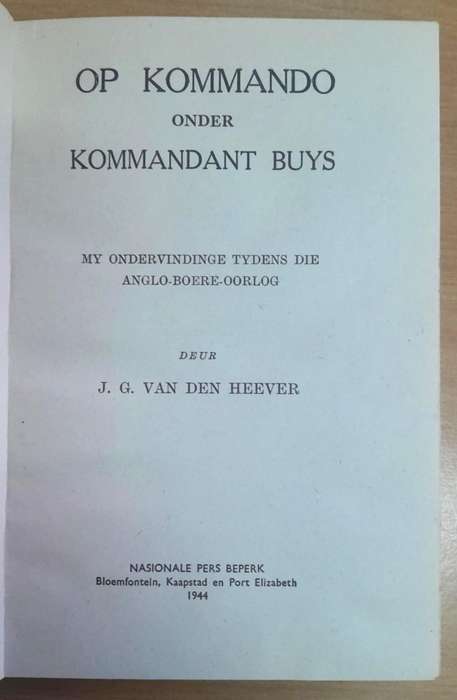 OP KOMMANDO
ONDER
KOMMANDANT BUYS
MY ONDERVINDINGE TYDENS DIE
ANGLO-BOERE-OORLOG
DEUR
J. G. VAN DEN HEEVER
NASIONALE PERS BEPERK
Bloemfontein, Kaapstad en Port Elizabeth
1944